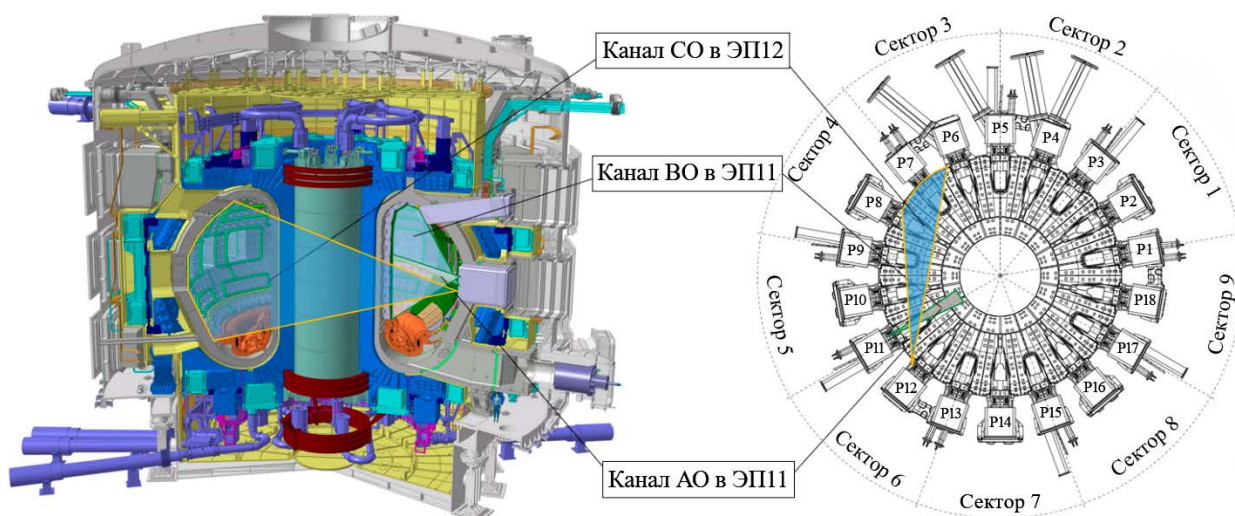 Канал СО в ЭП12
Канал ВО в ЭП11
Канал АО в ЭП11
Сектор 3
Сектор 2
Сектор 4
Сектор 1
Сектор 5
Сектор 9
Сектор 6
Сектор 8
Сектор 7
P6
P5
P4
P7
P3
P8
P2
P9
P1
P10
P18
P11
P17
P12
P16
P13
P14
P15